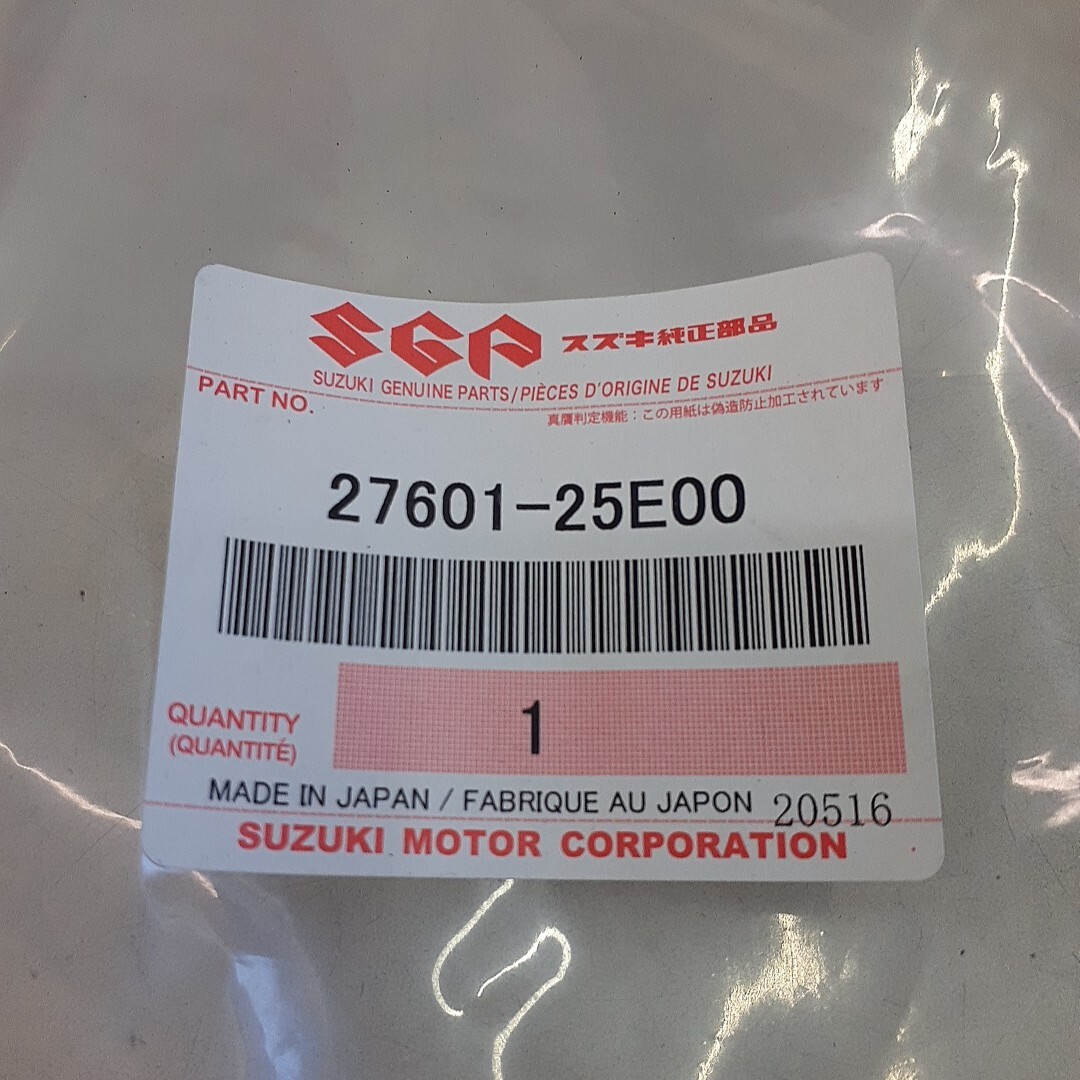 SGP スズキ純正部品
SUZUKI GENUINE PARTS/PIÈCES D'ORIGINE DE SUZUKI
PART NO.
真贋判定機能：この用紙は偽造防止加工されています
27601-25E00
QUANTITY
(QUANTITÉ)
1
MADE IN JAPAN / FABRIQUE AU JAPON 20516
SUZUKI MOTOR CORPORATION